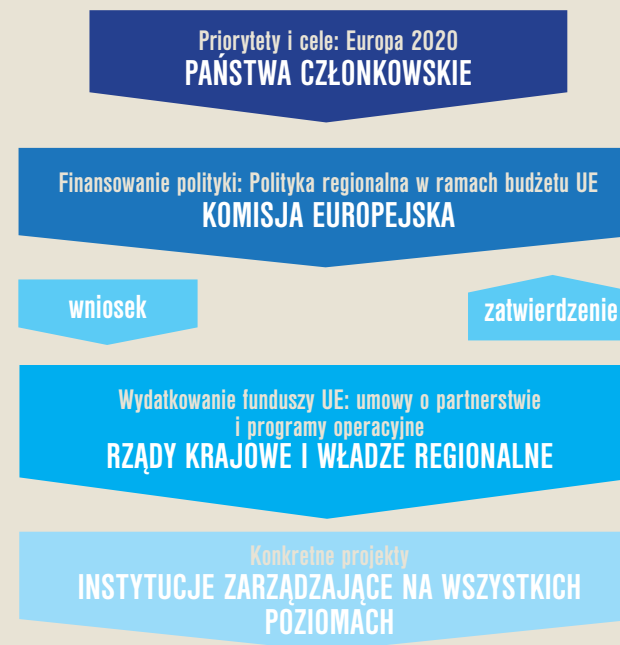 Priorytety i cele: Europa 2020
PAŃSTWA CZŁONKOWSKIE
Finansowanie polityki: Polityka regionalna w ramach budżetu UE
KOMISJA EUROPEJSKA
wniosek
zatwierdzenie
Wydatkowanie funduszy UE: umowy o partnerstwie
i programy operacyjne
RZĄDY KRAJOWE I WŁADZE REGIONALNE
Konkretne projekty
INSTYTUCJE ZARZĄDZAJĄCE NA WSZYSTKICH
POZIOMACH